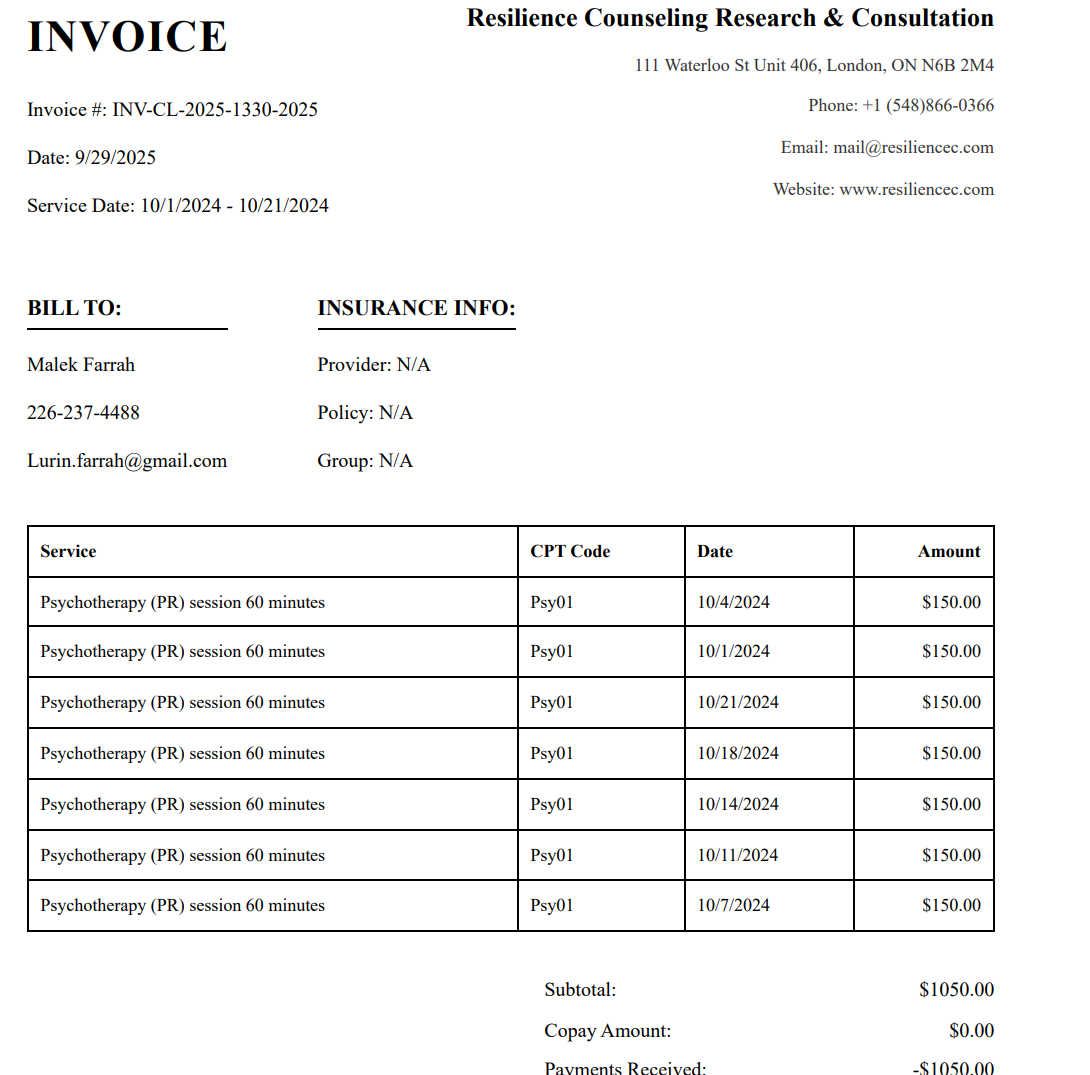 INVOICE
Resilience Counseling Research & Consultation
111 Waterloo St Unit 406, London, ON N6B 2M4
Phone: +1 (548)866-0366
Email: mail@resiliencec.com
Website: www.resiliencec.com
Invoice #: INV-CL-2025-1330-2025
Date: 9/29/2025
Service Date: 10/1/2024 - 10/21/2024
BILL TO:
Malek Farrah
226-237-4488
Lurin.farrah@gmail.com
INSURANCE INFO:
Provider: N/A
Policy: N/A
Group: N/A
Service CPT Code Date Amount
Psychotherapy (PR) session 60 minutes Psy01 10/4/2024 $150.00
Psychotherapy (PR) session 60 minutes Psy01 10/1/2024 $150.00
Psychotherapy (PR) session 60 minutes Psy01 10/21/2024 $150.00
Psychotherapy (PR) session 60 minutes Psy01 10/18/2024 $150.00
Psychotherapy (PR) session 60 minutes Psy01 10/14/2024 $150.00
Psychotherapy (PR) session 60 minutes Psy01 10/11/2024 $150.00
Psychotherapy (PR) session 60 minutes Psy01 10/7/2024 $150.00
Subtotal: $1050.00
Copay Amount: $0.00
Payments Received: -$1050.00